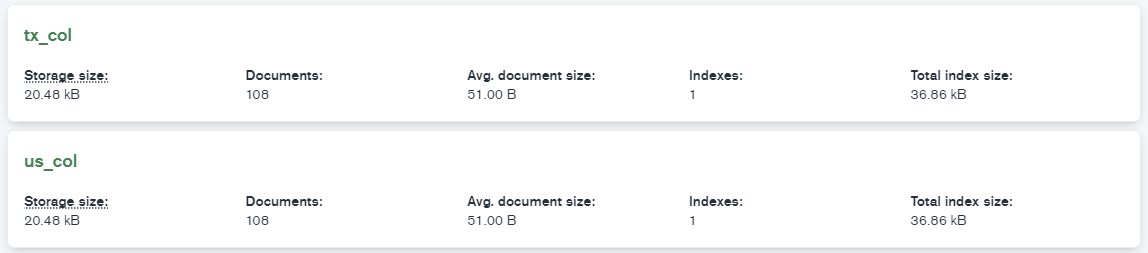 tx_col
Storage size: Documents: Avg. document size: Indexes: Total index size:
20.48 kB 108 51.00 B 1 36.86 kB
us_col
Storage size: Documents: Avg. document size: Indexes: Total index size:
20.48 kB 108 51.00 B 1 36.86 kB